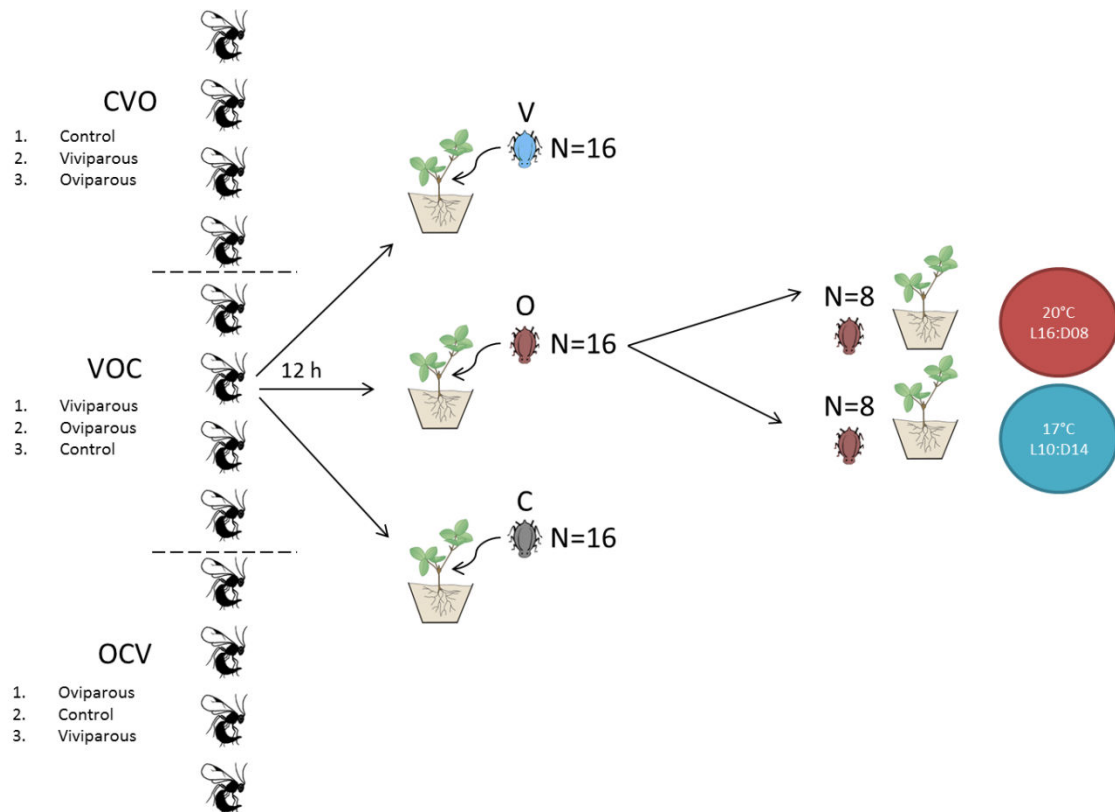 CVO
1. Control
2. Viviparous
3. Oviparous
VOC
1. Viviparous
2. Oviparous
3. Control
OCV
1. Oviparous
2. Control
3. Viviparous
12 h
V
N=16
O
N=16
C
N=16
N=8
20°C
L16:D08
N=8
17°C
L10:D14